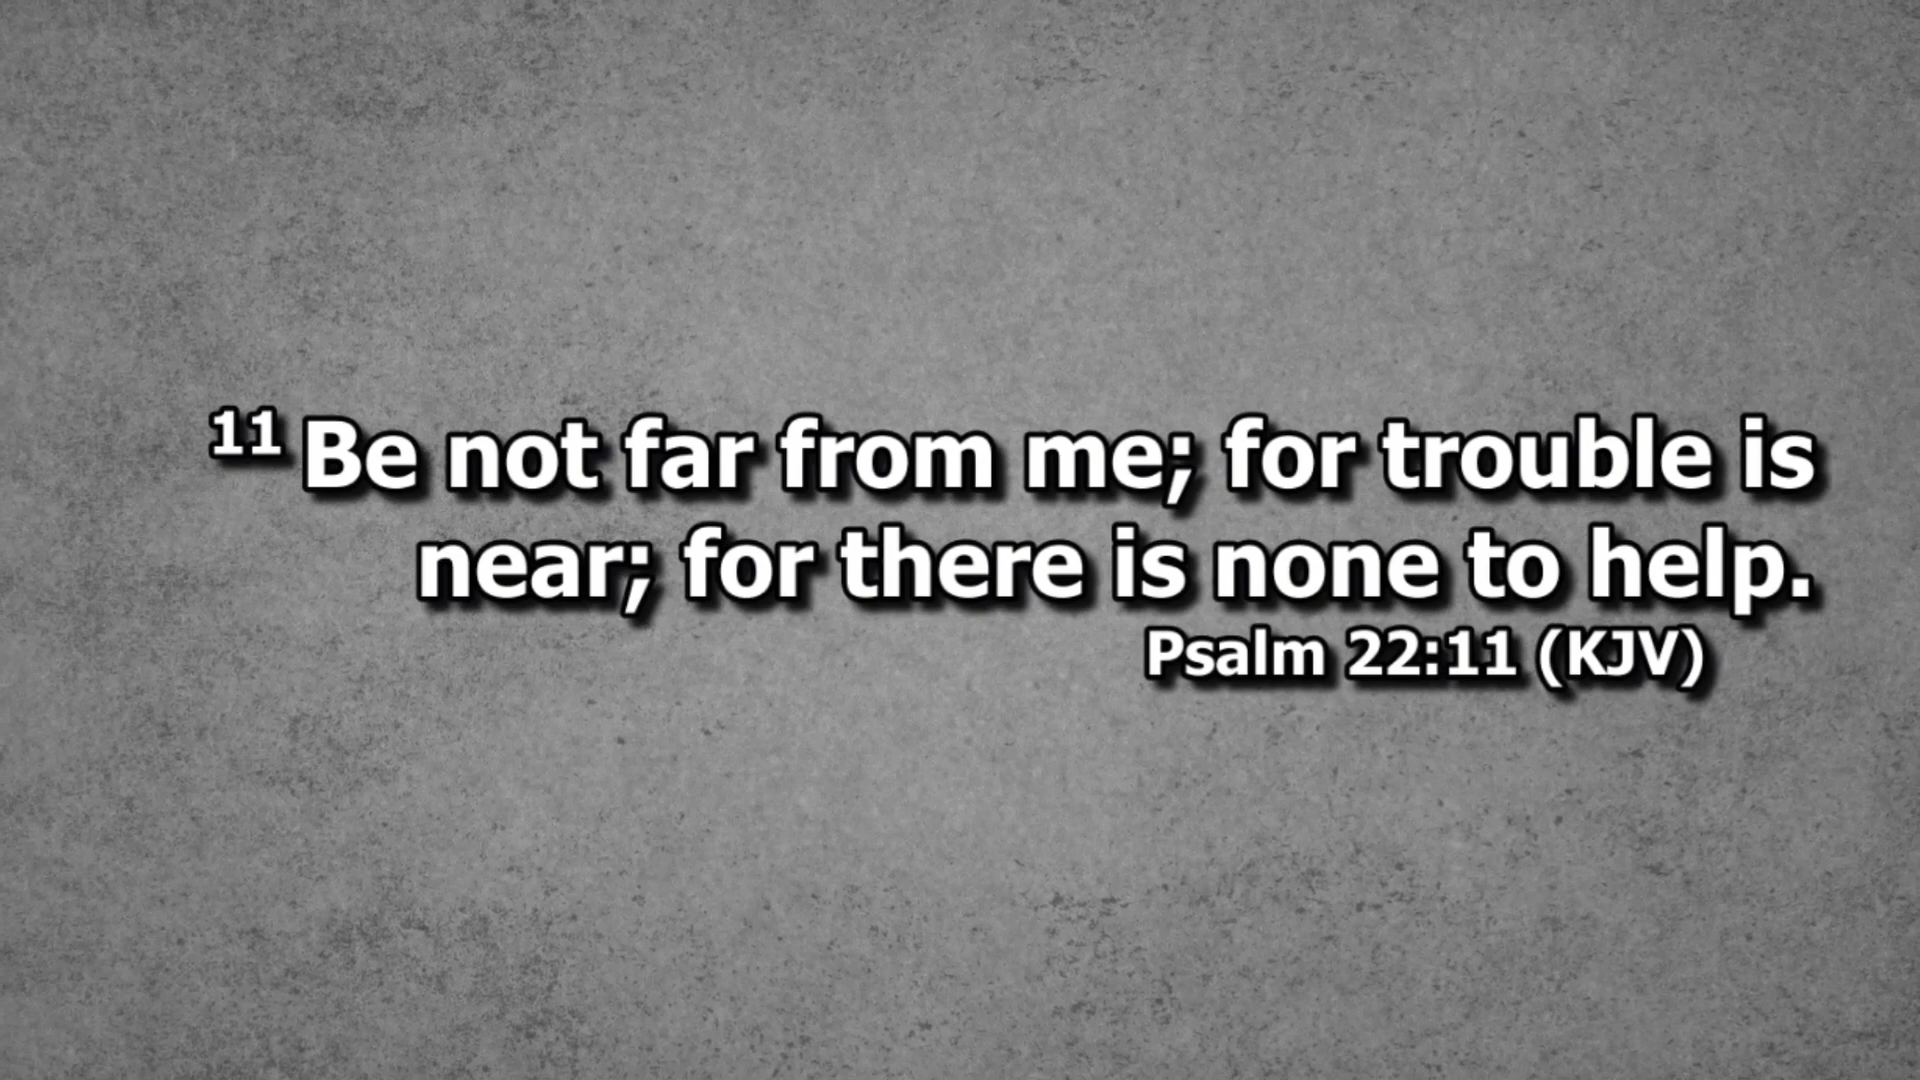 11 Be not far from me; for trouble is
near; for there is none to help.
Psalm 22:11 (KJV)